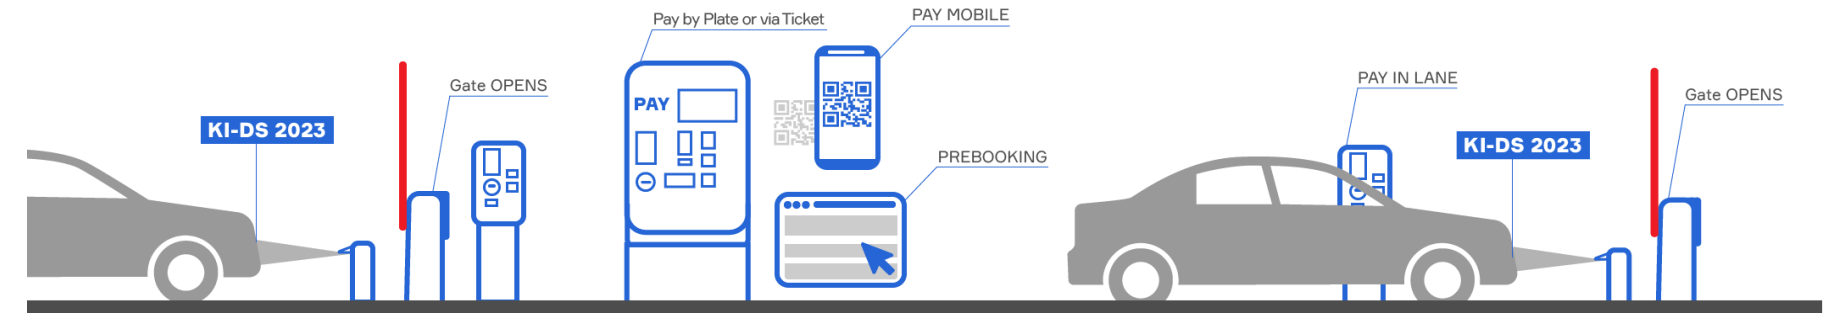 KI-DS 2023
Gate OPENS
Pay by Plate or via Ticket
PAY
PAY MOBILE
PREBOOKING
PAY IN LANE
KI-DS 2023
Gate OPENS